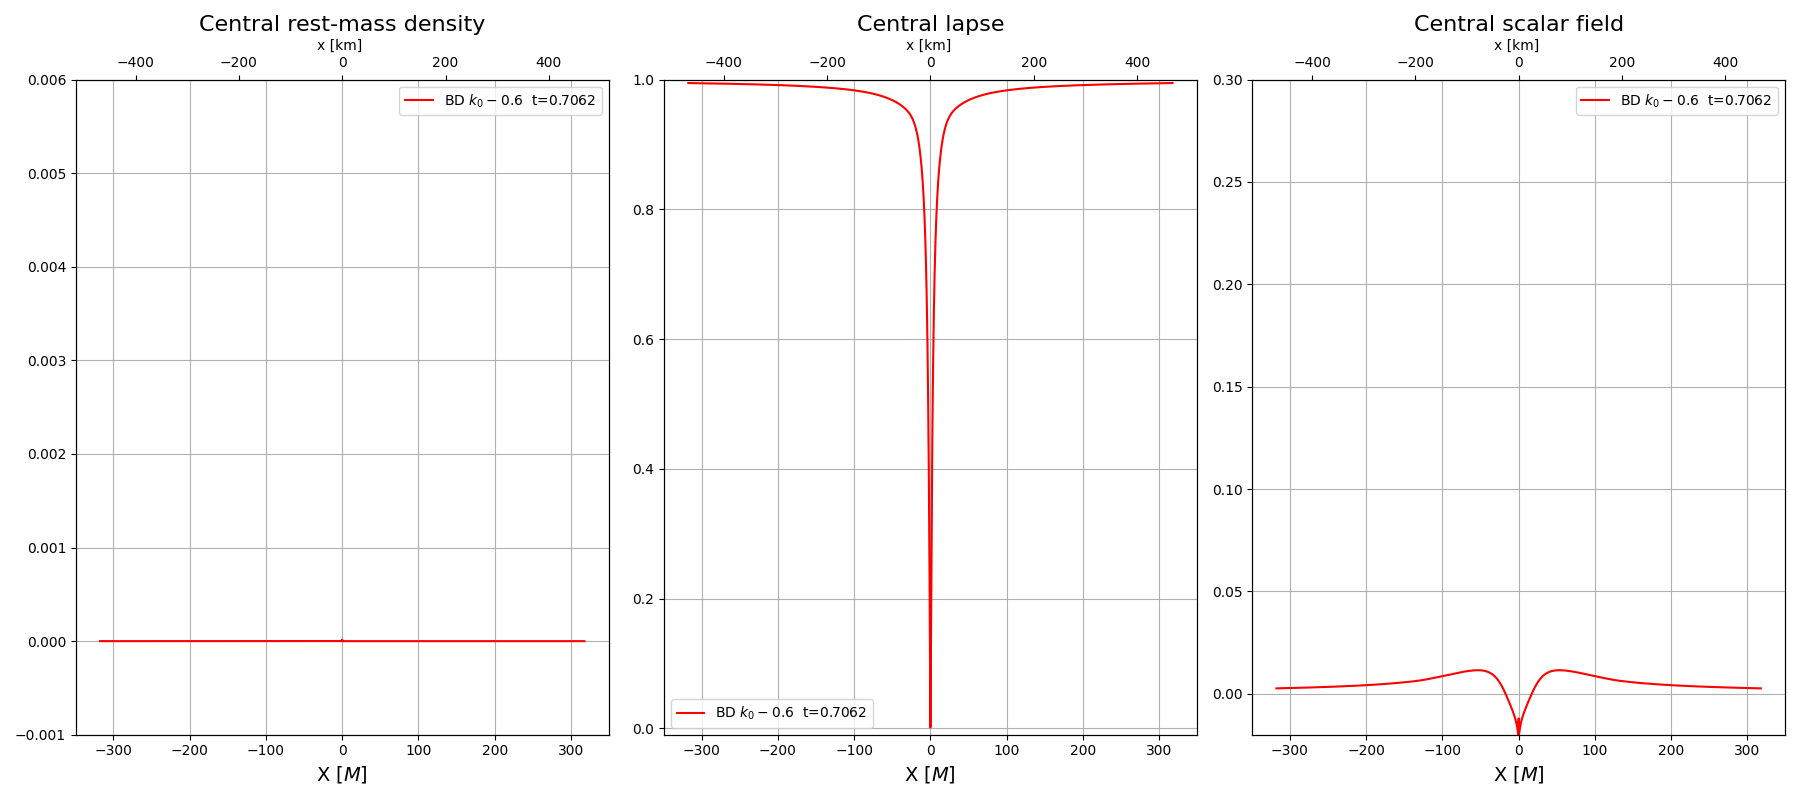 Central rest-mass density
x [km]
−400 −200 0 200 400
0.006
0.005
0.004
0.003
0.002
0.001
0.000
−0.001
BD k₀ − 0.6 t=0.7062
−300 −200 −100 0 100 200 300
X [M]
Central lapse
x [km]
−400 −200 0 200 400
1.0
0.8
0.6
0.4
0.2
0.0
BD k₀ − 0.6 t=0.7062
−300 −200 −100 0 100 200 300
X [M]
Central scalar field
x [km]
−400 −200 0 200 400
0.30
0.25
0.20
0.15
0.10
0.05
0.00
BD k₀ − 0.6 t=0.7062
−300 −200 −100 0 100 200 300
X [M]